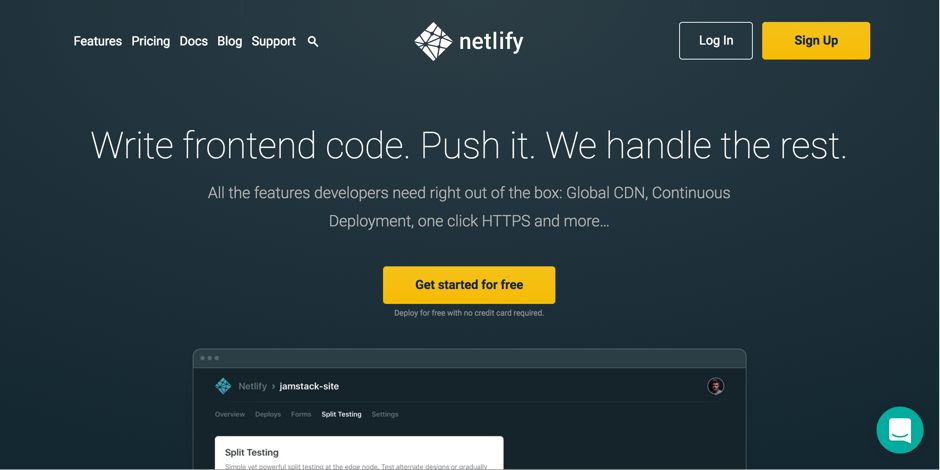 Features Pricing Docs Blog Support
netlify
Log In
Sign Up
Write frontend code. Push it. We handle the rest.
All the features developers need right out of the box: Global CDN, Continuous
Deployment, one click HTTPS and more...
Get started for free
Deploy for free with no credit card required.
Netlify > jamstack-site
Overview Deploys Forms Split Testing Settings
Split Testing
Simple yet powerful split testing at the edge node. Test alternate designs or gradually